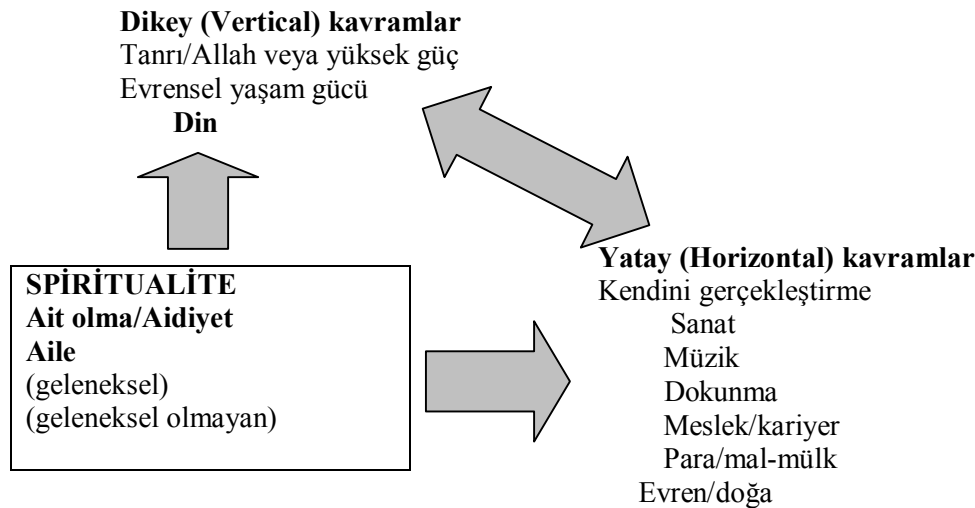 Dikey (Vertical) kavramlar
Tanrı/Allah veya yüksek güç
Evrensel yaşam gücü
Din
SPİRİTUALİTE
Ait olma/Aidiyet
Aile
(geleneksel)
(geleneksel olmayan)
Yatay (Horizontal) kavramlar
Kendini gerçekleştirme
Sanat
Müzik
Dokunma
Meslek/kariyer
Para/mal-mülk
Evren/doğa